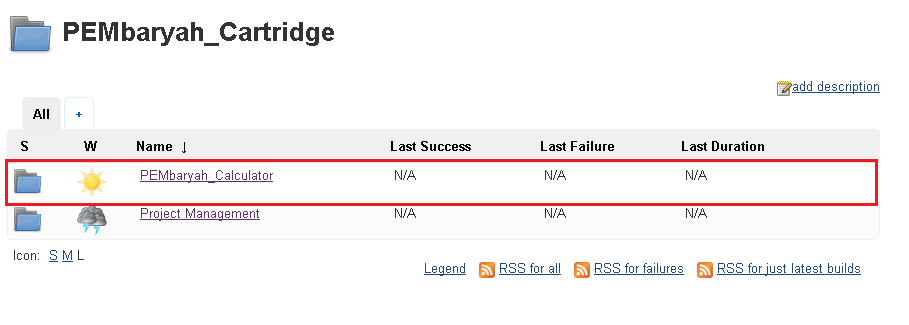 PEMbaryah_Cartridge
add description
All +
S W Name ↓ Last Success Last Failure Last Duration
PEMbaryah_Calculator N/A N/A N/A
Project Management N/A N/A N/A
Icon: S M L
Legend RSS for all RSS for failures RSS for just latest builds